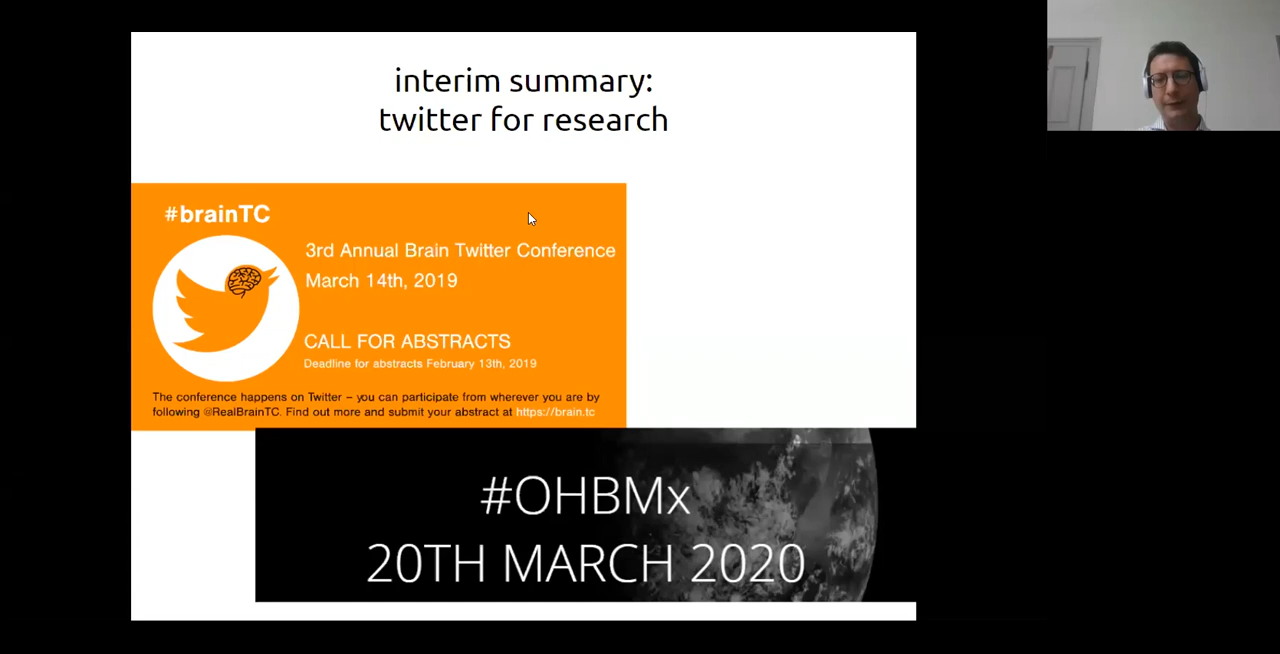 interim summary:
twitter for research
#brainTC
3rd Annual Brain Twitter Conference
March 14th, 2019
CALL FOR ABSTRACTS
Deadline for abstracts February 13th, 2019
The conference happens on Twitter – you can participate from wherever you are by
following @RealBrainTC. Find out more and submit your abstract at https://brain.tc
#OHBMx
20TH MARCH 2020